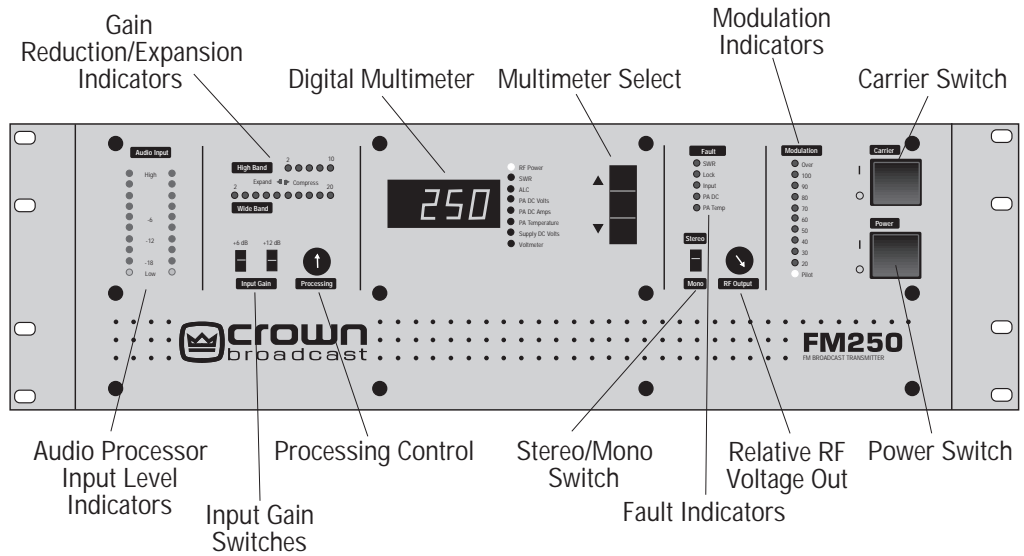 Gain
Reduction/Expansion
Indicators
Digital Multimeter
Multimeter Select
Modulation
Indicators
Carrier Switch
Audio Input
High
-6
-12
-18
Low
2 10
High Band
Expand Compress
2 20
Wide Band
+6 dB +12 dB
Input Gain
Processing
250
RF Power
SWR
ALC
PA DC Volts
PA DC Amps
PA Temperature
Supply DC Volts
Voltmeter
Fault
SWR
Lock
Input
PA DC
PA Temp
Stereo
Mono
RF Output
Modulation
Over
100
90
80
70
60
50
40
30
20
Pilot
Carrier
I
O
Power
I
O
crown
broadcast
FM250
FM BROADCAST TRANSMITTER
Audio Processor
Input Level
Indicators
Input Gain
Switches
Processing Control
Stereo/Mono
Switch
Fault Indicators
Relative RF
Voltage Out
Power Switch